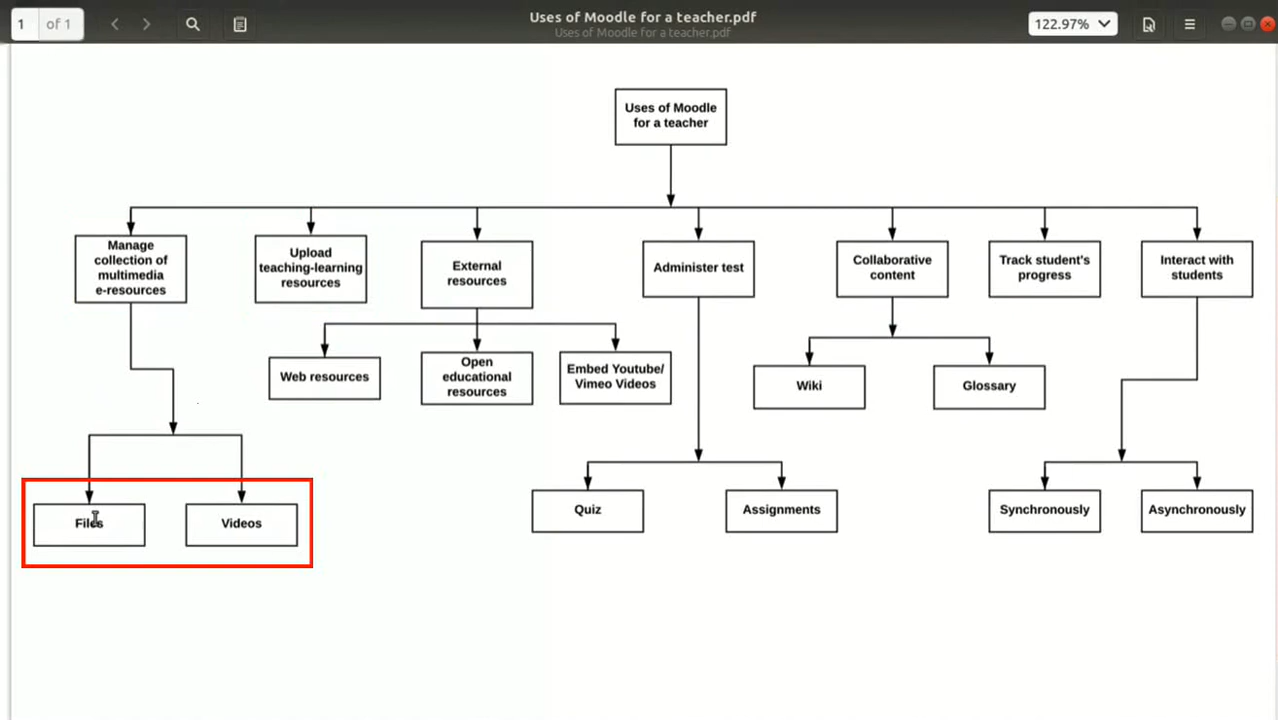 1 of 1
Uses of Moodle for a teacher.pdf
Uses of Moodle for a teacher.pdf
122.97%
Uses of Moodle
for a teacher
Manage
collection of
multimedia
e-resources
Upload
teaching-learning
resources
External
resources
Administer test
Collaborative
content
Track student's
progress
Interact with
students
Web resources
Open
educational
resources
Embed Youtube/
Vimeo Videos
Wiki
Glossary
Files
Videos
Quiz
Assignments
Synchronously
Asynchronously